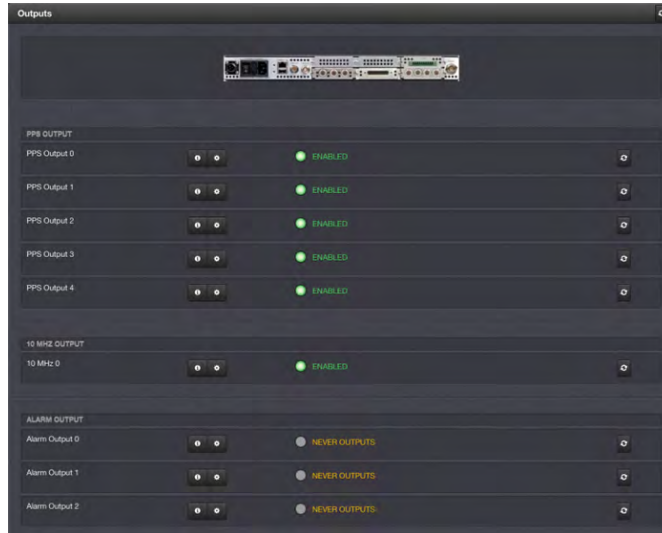 Outputs
PPS OUTPUT
PPS Output 0 ENABLED
PPS Output 1 ENABLED
PPS Output 2 ENABLED
PPS Output 3 ENABLED
PPS Output 4 ENABLED
10 MHZ OUTPUT
10 MHz 0 ENABLED
ALARM OUTPUT
Alarm Output 0 NEVER OUTPUTS
Alarm Output 1 NEVER OUTPUTS
Alarm Output 2 NEVER OUTPUTS